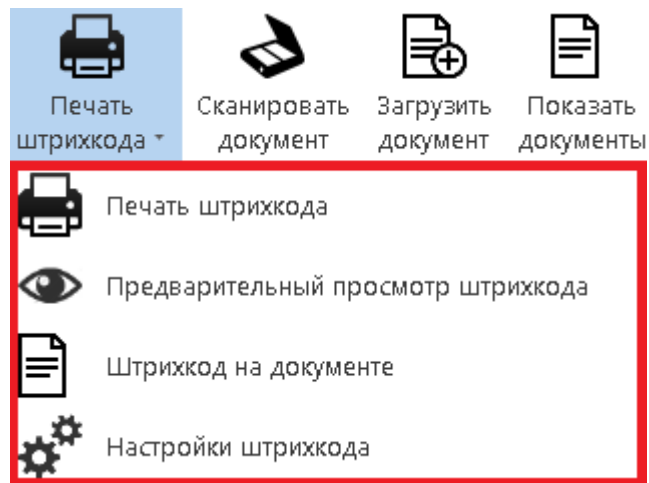 Печать Сканировать Загрузить Показать
штрихкода документ документ документы
Печать штрихкода
Предварительный просмотр штрихкода
Штрихкод на документе
Настройки штрихкода